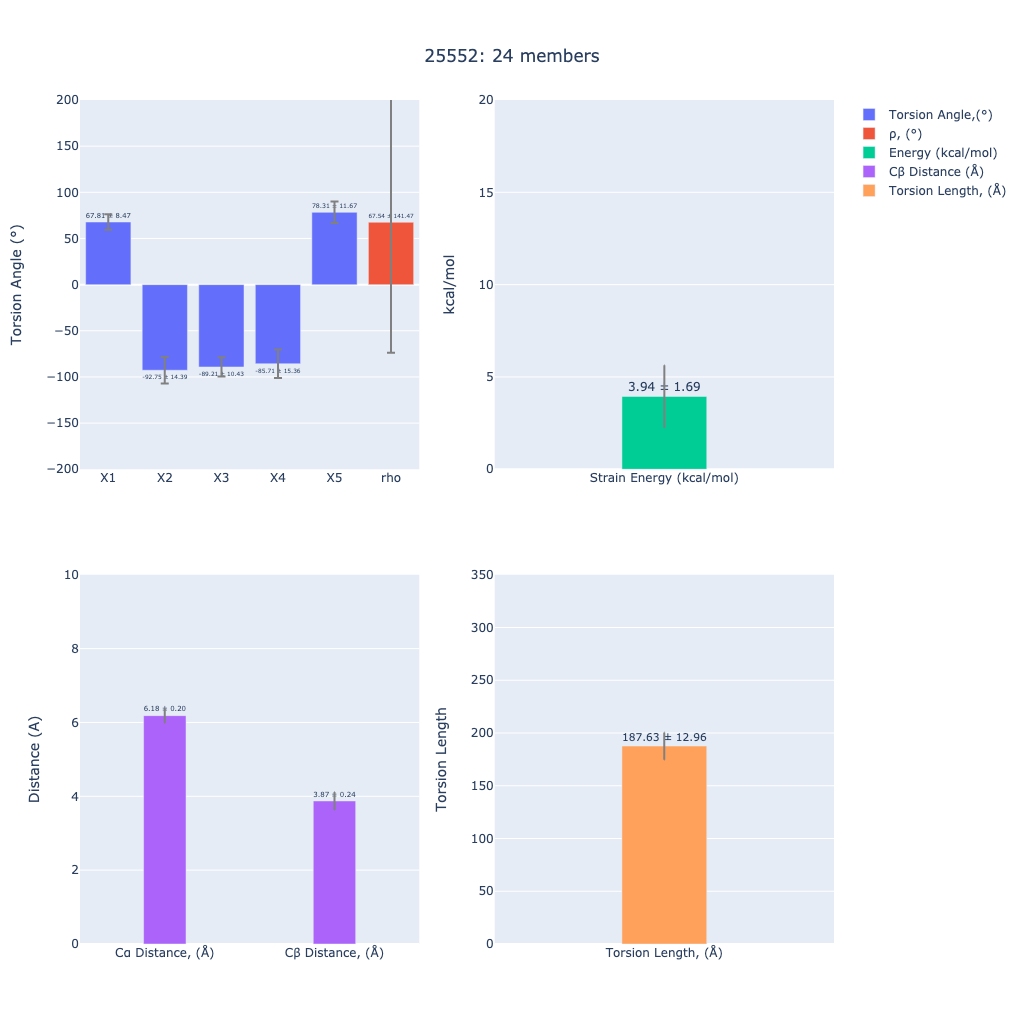 25552: 24 members
200
150
100
50
0
−50
−100
−150
−200
Torsion Angle (°)
67.81 ± 8.47
-92.75 ± 14.39
-89.21 ± 10.43
-85.71 ± 15.36
78.31 ± 11.67
67.54 ± 141.47
X1 X2 X3 X4 X5 rho
20
15
10
5
0
kcal/mol
3.94 ± 1.69
Strain Energy (kcal/mol)
Torsion Angle,(°)
ρ, (°)
Energy (kcal/mol)
Cβ Distance (Å)
Torsion Length, (Å)
10
8
6
4
2
0
Distance (A)
6.18 ± 0.20
3.87 ± 0.24
Cα Distance, (Å) Cβ Distance, (Å)
350
300
250
200
150
100
50
0
Torsion Length
187.63 ± 12.96
Torsion Length, (Å)